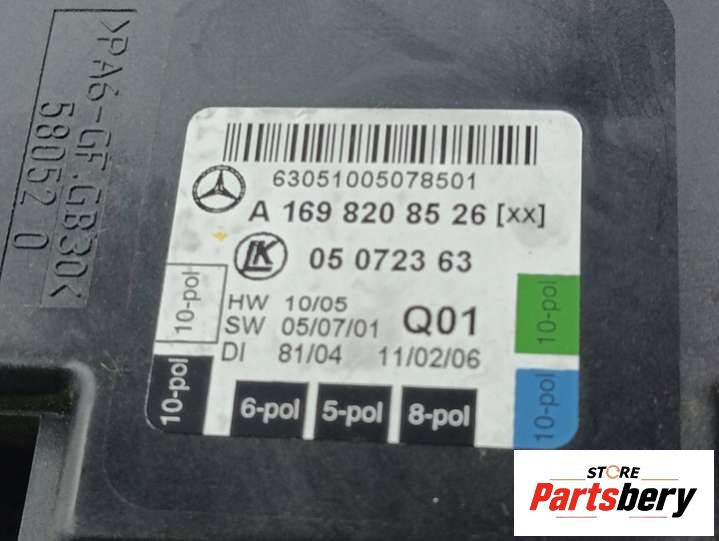 >PA6-GF.GB30<
58052 0
63051005078501
A 169 820 85 26 [xx]
LK 05 0723 63
HW 10/05
SW 05/07/01 Q01
DI 81/04 11/02/06
10-pol
10-pol
6-pol 5-pol 8-pol
10-pol
10-pol
STORE
Partsbery